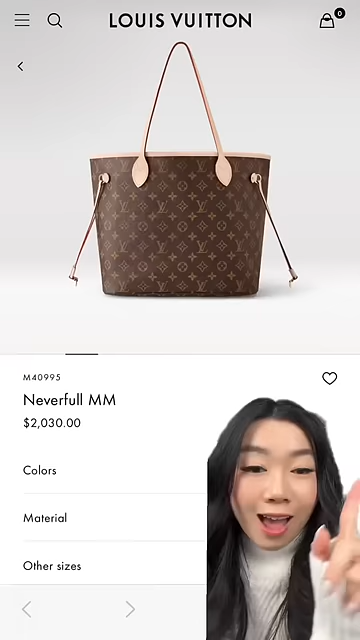 LOUIS VUITTON
0
M40995
Neverfull MM
$2,030.00
Colors
Material
Other sizes